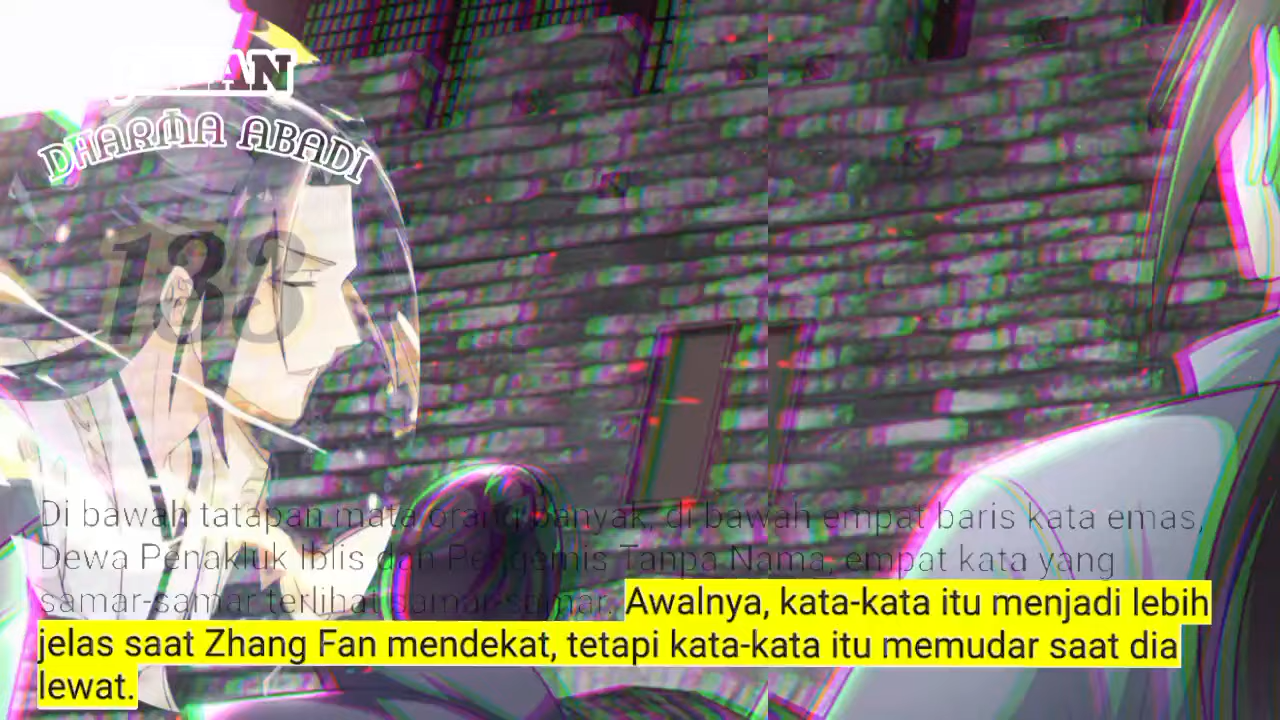 DHARMA ABADI
133
Di bawah tatapan mata orang banyak, di bawah empat baris kata emas,
Dewa Penakluk Iblis dan Pengemis Tanpa Nama, empat kata yang
samar-samar terlihat samar-samar. Awalnya, kata-kata itu menjadi lebih
jelas saat Zhang Fan mendekat, tetapi kata-kata itu memudar saat dia
lewat.